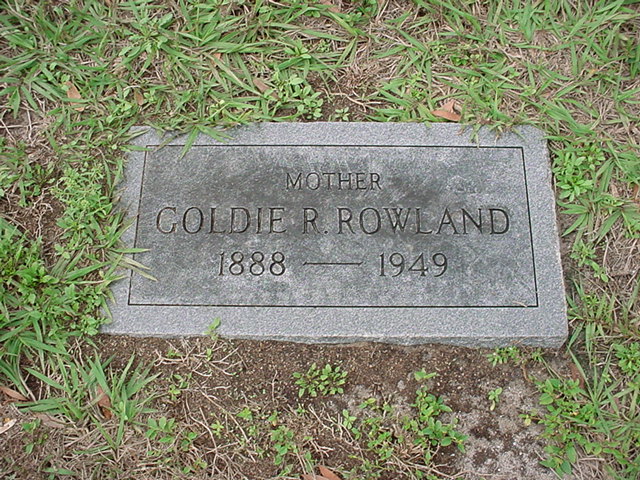 MOTHER
GOLDIE R. ROWLAND
1888 — 1949